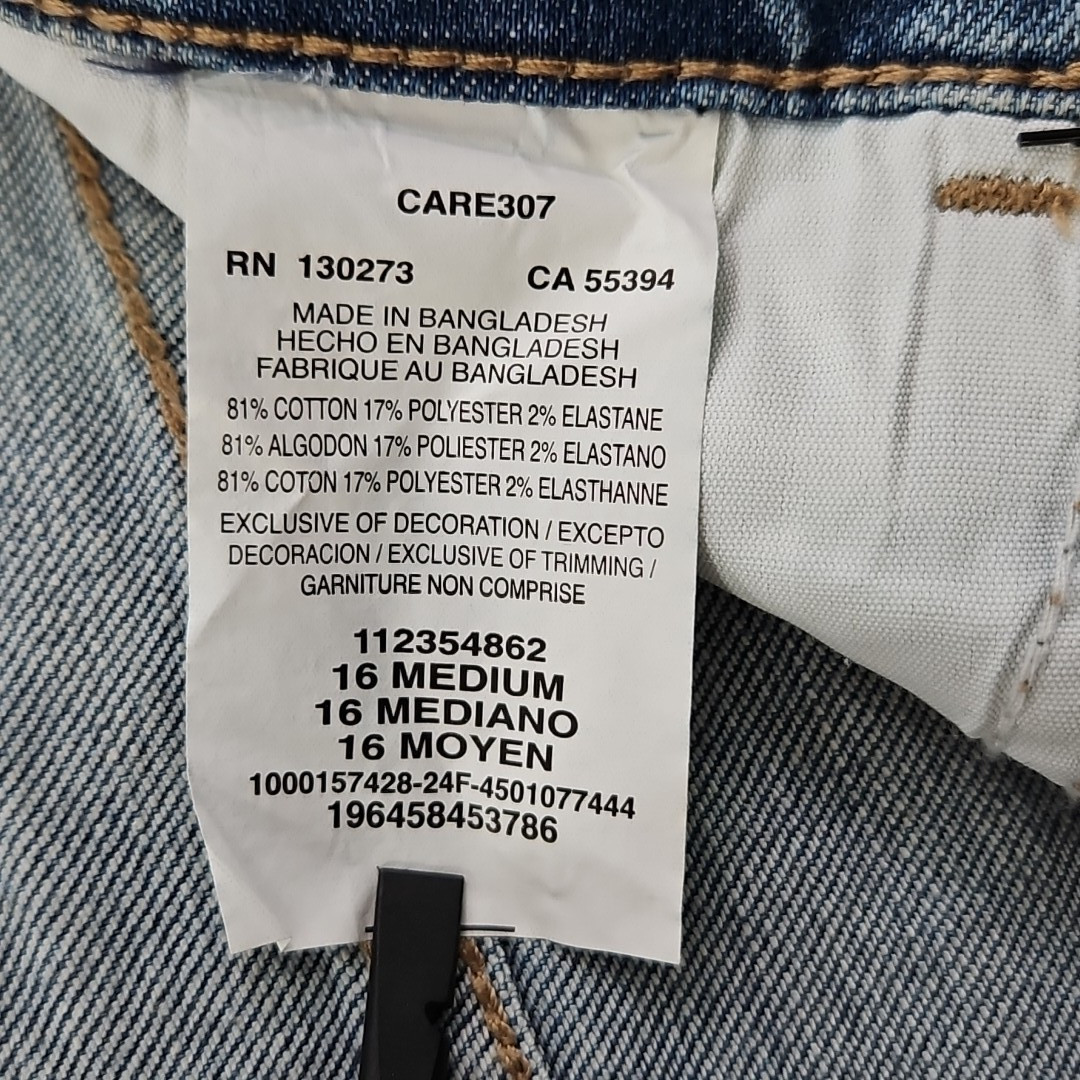 CARE307
RN 130273 CA 55394
MADE IN BANGLADESH
HECHO EN BANGLADESH
FABRIQUE AU BANGLADESH
81% COTTON 17% POLYESTER 2% ELASTANE
81% ALGODON 17% POLIESTER 2% ELASTANO
81% COTON 17% POLYESTER 2% ELASTHANNE
EXCLUSIVE OF DECORATION / EXCEPTO
DECORACION / EXCLUSIVE OF TRIMMING /
GARNITURE NON COMPRISE
112354862
16 MEDIUM
16 MEDIANO
16 MOYEN
1000157428-24F-4501077444
196458453786